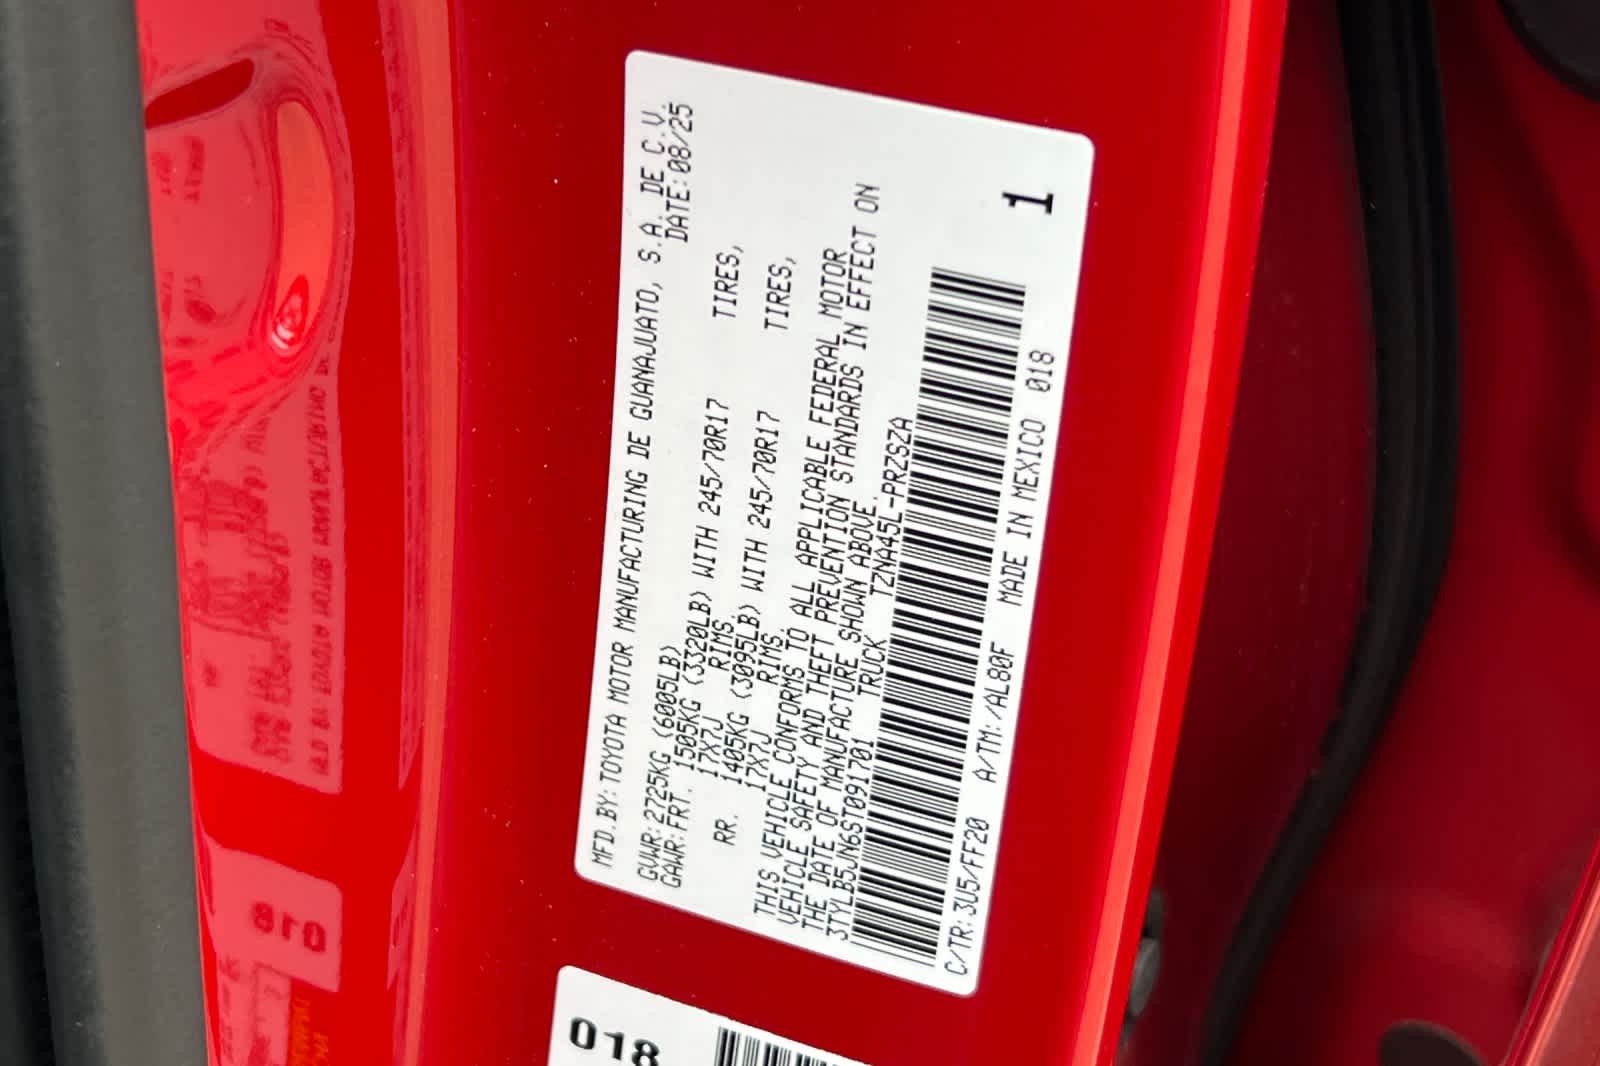 MFD.BY:TOYOTA MOTOR MANUFACTURING DE GUANAJUATO, S.A. DE C.V.
DATE:08/25
GVWR:2725KG (6005LB)
GAWR:FRT. 1505KG (3320LB) WITH 245/70R17 TIRES,
17X7J RIMS.
RR. 1405KG (3095LB) WITH 245/70R17 TIRES,
17X7J RIMS.
THIS VEHICLE CONFORMS TO ALL APPLICABLE FEDERAL MOTOR
VEHICLE SAFETY AND THEFT PREVENTION STANDARDS IN EFFECT ON
THE DATE OF MANUFACTURE SHOWN ABOVE.
3TYLB5JN6ST091701 TRUCK TZNA45L-PRZSZA
C/TR:3U5/FF20 A/TM:/AL80F MADE IN MEXICO 018
1
018